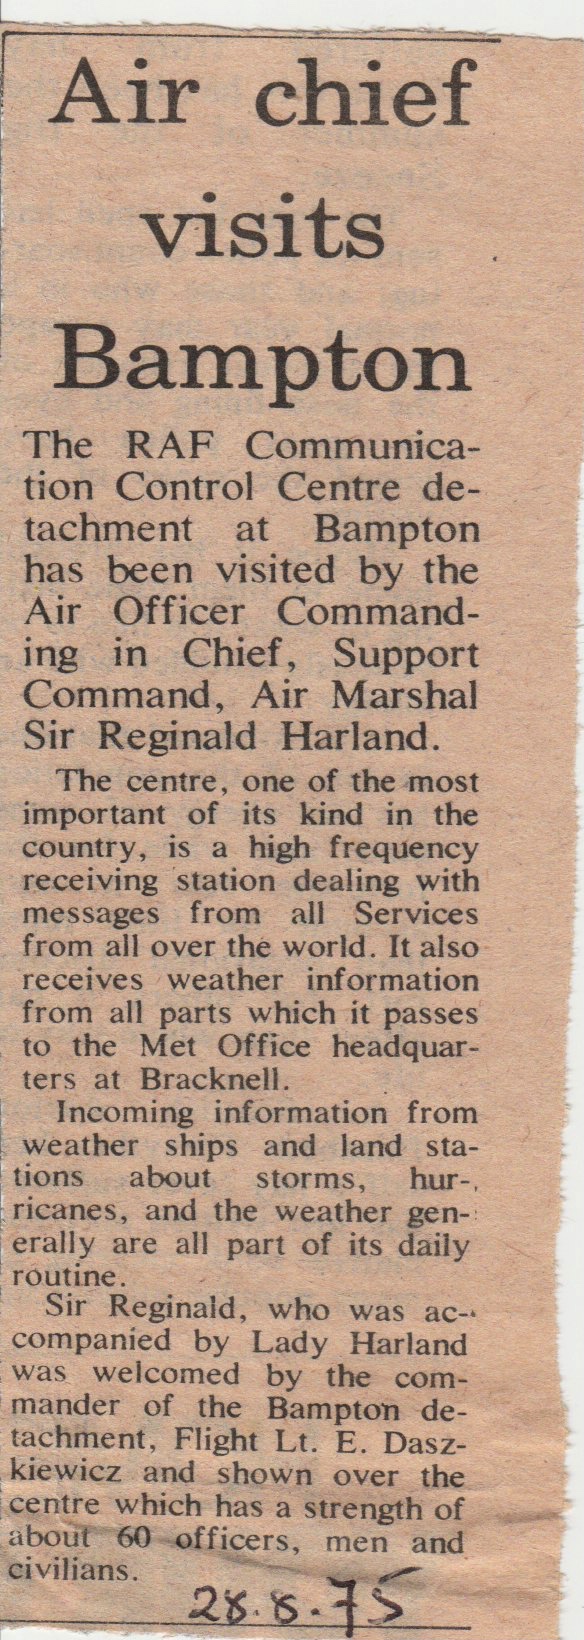 Air chief
visits
Bampton
The RAF Communica-
tion Control Centre de-
tachment at Bampton
has been visited by the
Air Officer Command-
ing in Chief, Support
Command, Air Marshal
Sir Reginald Harland.
The centre, one of the most
important of its kind in the
country, is a high frequency
receiving station dealing with
messages from all Services
from all over the world. It also
receives weather information
from all parts which it passes
to the Met Office headquar-
ters at Bracknell.
Incoming information from
weather ships and land sta-
tions about storms, hur-
ricanes, and the weather gen-
erally are all part of its daily
routine.
Sir Reginald, who was ac-
companied by Lady Harland
was welcomed by the com-
mander of the Bampton de-
tachment, Flight Lt. E. Dasz-
kiewicz and shown over the
centre which has a strength of
about 60 officers, men and
civilians.
28.8.75